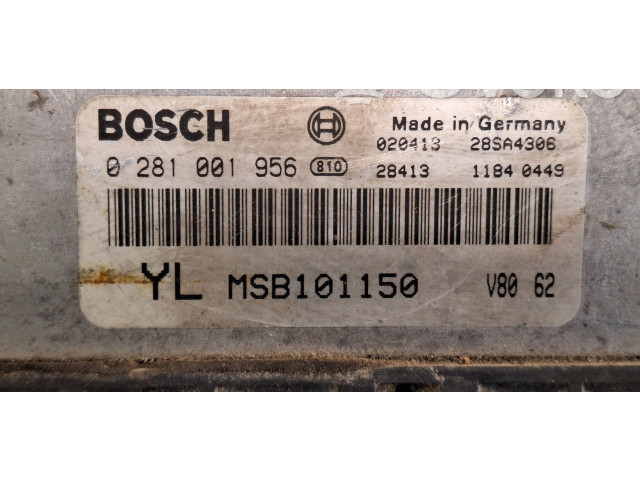 BOSCH Made in Germany
020413 28SA4306
0 281 001 956 810 28413 1184 0449
YL MSB101150 V80 62